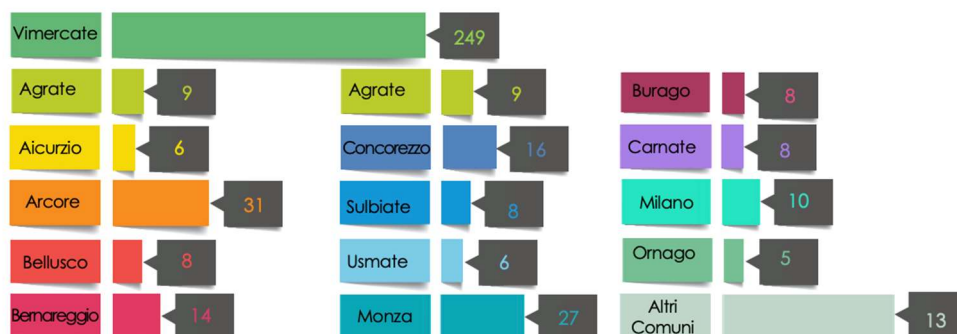 Vimercate 249
Agrate 9
Aicurzio 6
Arcore 31
Bellusco 8
Bernareggio 14
Agrate 9
Concorezzo 16
Sulbiate 8
Usmate 6
Monza 27
Burago 8
Carnate 8
Milano 10
Ornago 5
Altri
Comuni 13